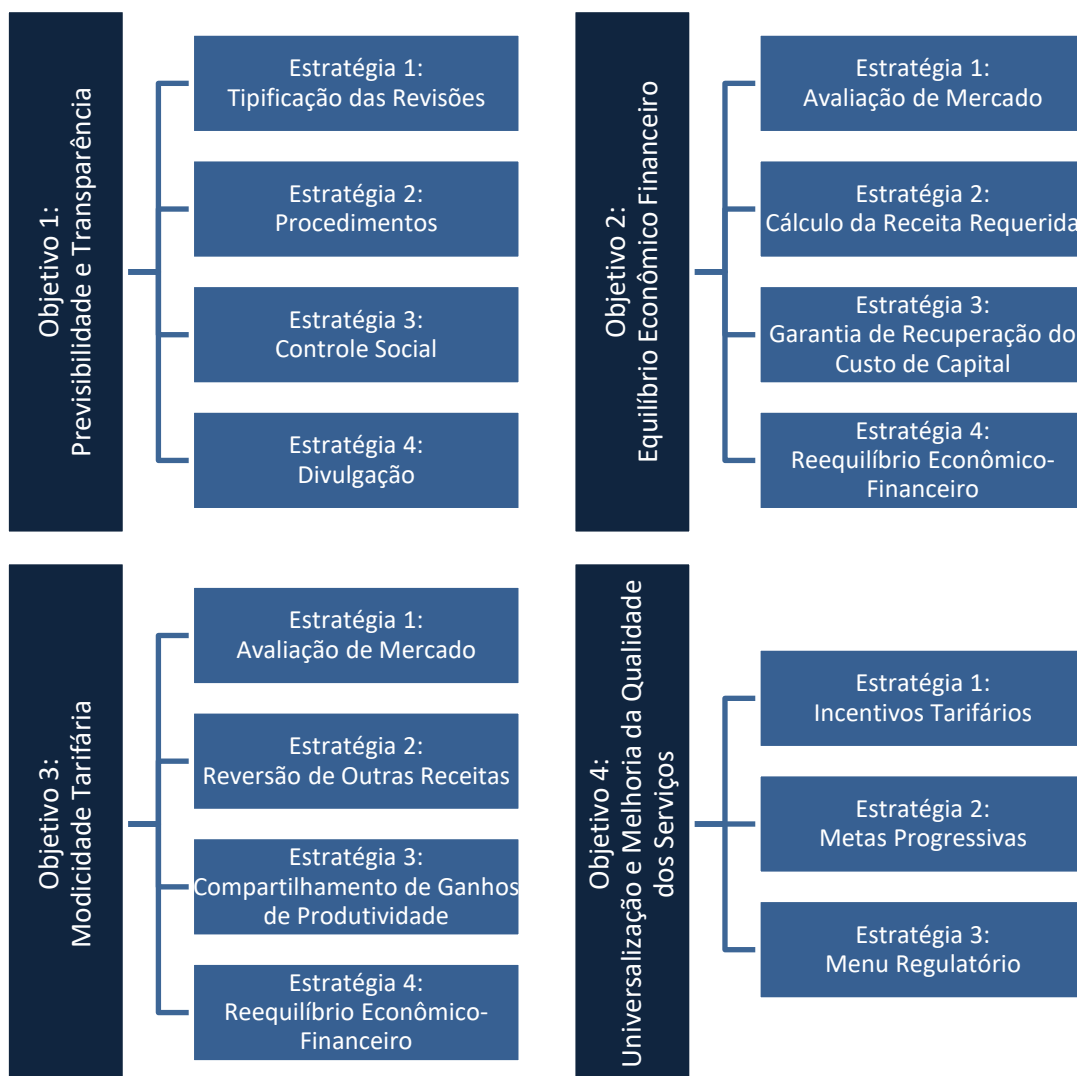 Objetivo 1:
Previsibilidade e Transparência
Estratégia 1:
Tipificação das Revisões
Estratégia 2:
Procedimentos
Estratégia 3:
Controle Social
Estratégia 4:
Divulgação
Objetivo 2:
Equilíbrio Econômico Financeiro
Estratégia 1:
Avaliação de Mercado
Estratégia 2:
Cálculo da Receita Requerida
Estratégia 3:
Garantia de Recuperação do
Custo de Capital
Estratégia 4:
Reequilíbrio Econômico-
Financeiro
Objetivo 3:
Modicidade Tarifária
Estratégia 1:
Avaliação de Mercado
Estratégia 2:
Reversão de Outras Receitas
Estratégia 3:
Compartilhamento de Ganhos
de Produtividade
Estratégia 4:
Reequilíbrio Econômico-
Financeiro
Objetivo 4:
Universalização e Melhoria da Qualidade
dos Serviços
Estratégia 1:
Incentivos Tarifários
Estratégia 2:
Metas Progressivas
Estratégia 3:
Menu Regulatório